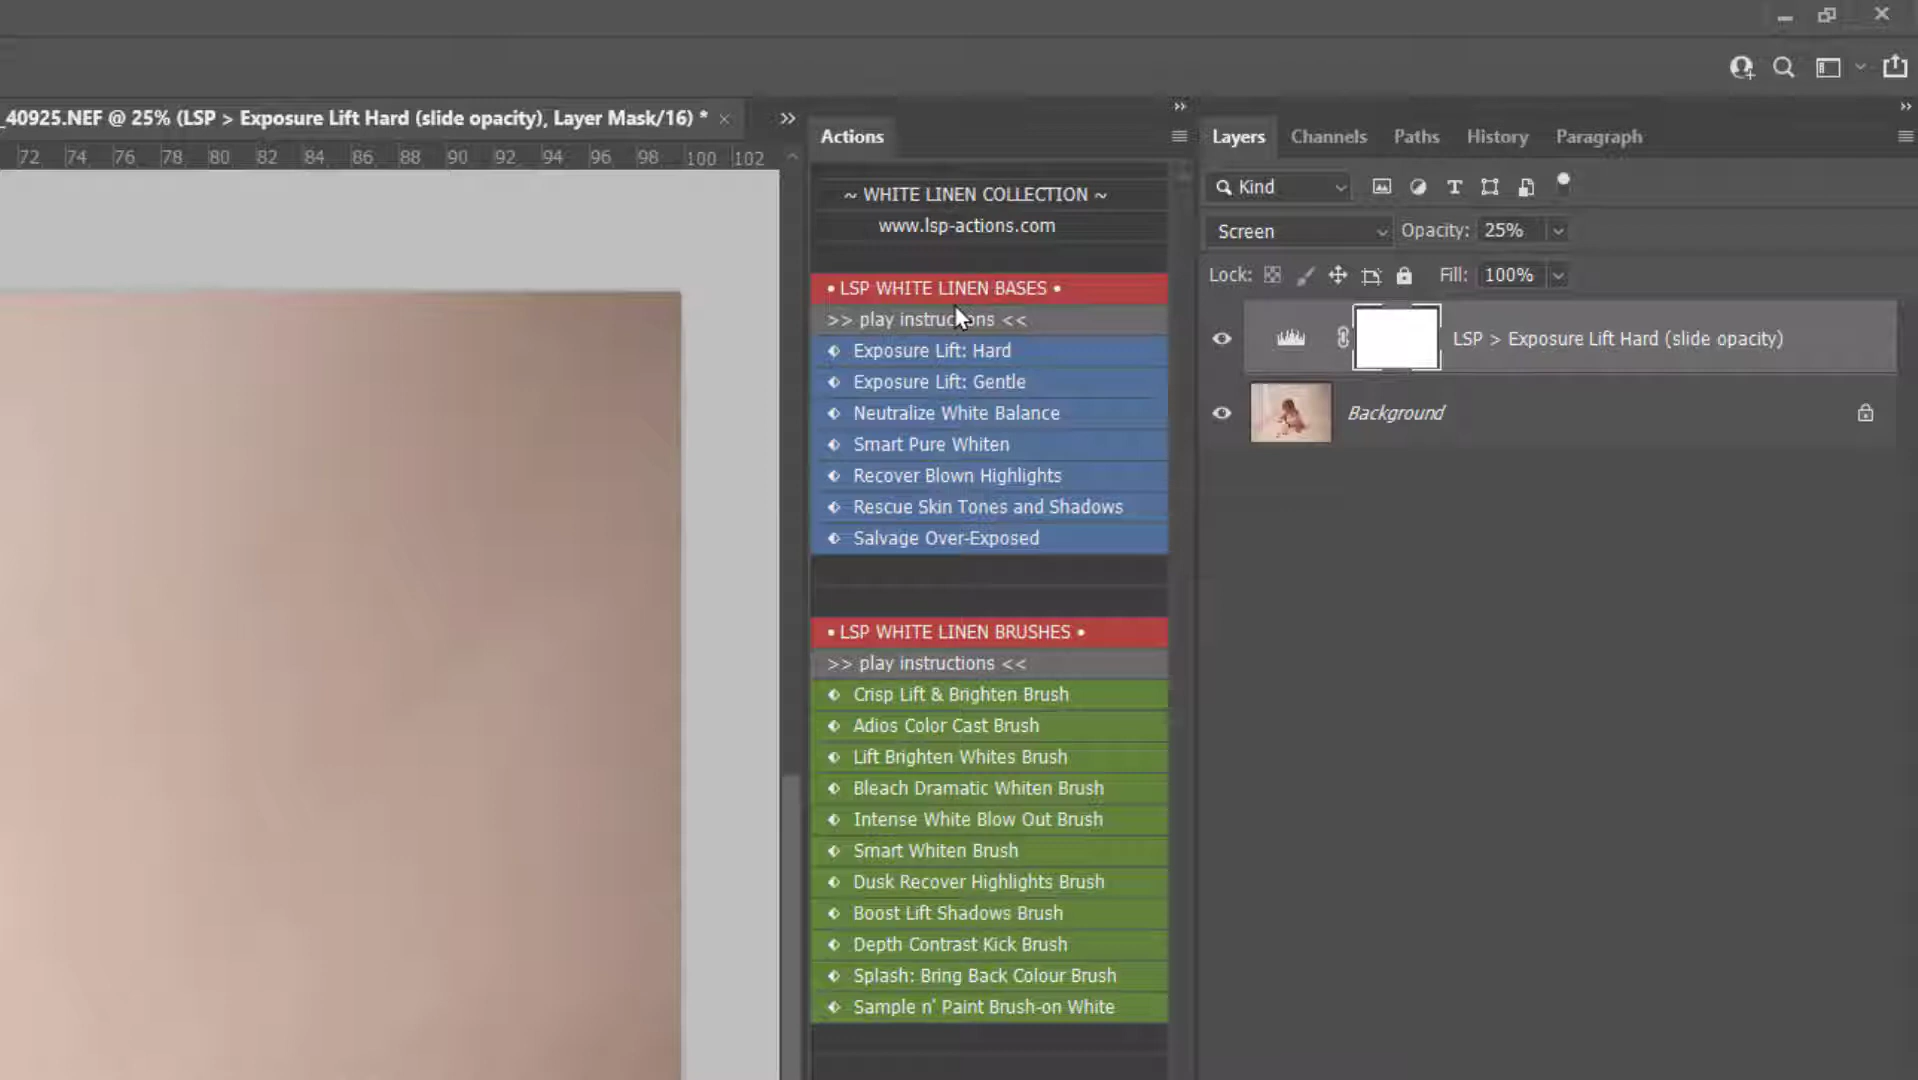 _40925.NEF @ 25% (LSP > Exposure Lift Hard (slide opacity), Layer Mask/16) *
72 74 76 78 80 82 84 86 88 90 92 94 96 98 100 102
Actions
~ WHITE LINEN COLLECTION ~
www.lsp-actions.com
• LSP WHITE LINEN BASES •
>> play instructions <<
Exposure Lift: Hard
Exposure Lift: Gentle
Neutralize White Balance
Smart Pure Whiten
Recover Blown Highlights
Rescue Skin Tones and Shadows
Salvage Over-Exposed
• LSP WHITE LINEN BRUSHES •
>> play instructions <<
Crisp Lift & Brighten Brush
Adios Color Cast Brush
Lift Brighten Whites Brush
Bleach Dramatic Whiten Brush
Intense White Blow Out Brush
Smart Whiten Brush
Dusk Recover Highlights Brush
Boost Lift Shadows Brush
Depth Contrast Kick Brush
Splash: Bring Back Colour Brush
Sample n' Paint Brush-on White
Layers Channels Paths History Paragraph
Kind
Screen Opacity: 25%
Lock: Fill: 100%
LSP > Exposure Lift Hard (slide opacity)
Background